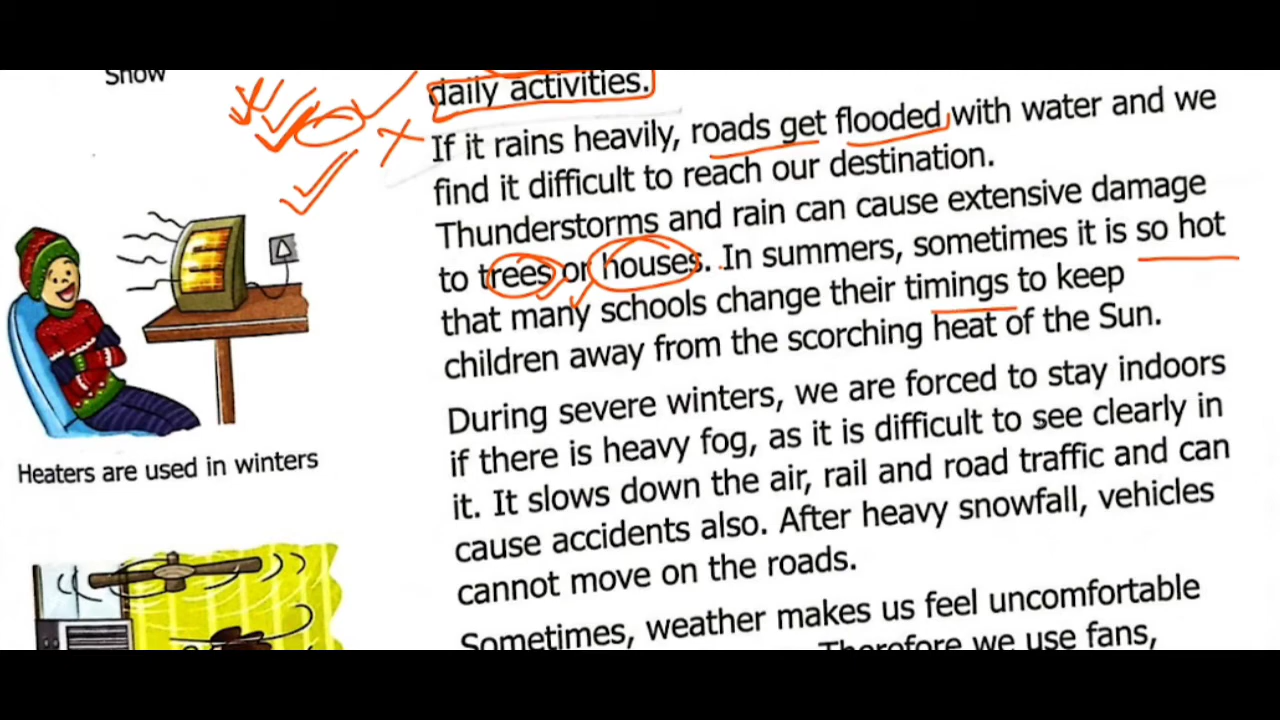 Snow
daily activities.
If it rains heavily, roads get flooded with water and we
find it difficult to reach our destination.
Thunderstorms and rain can cause extensive damage
to trees or houses. In summers, sometimes it is so hot
that many schools change their timings to keep
children away from the scorching heat of the Sun.
During severe winters, we are forced to stay indoors
if there is heavy fog, as it is difficult to see clearly in
it. It slows down the air, rail and road traffic and can
cause accidents also. After heavy snowfall, vehicles
cannot move on the roads.
Sometimes, weather makes us feel uncomfortable
Therefore we use fans,
Heaters are used in winters